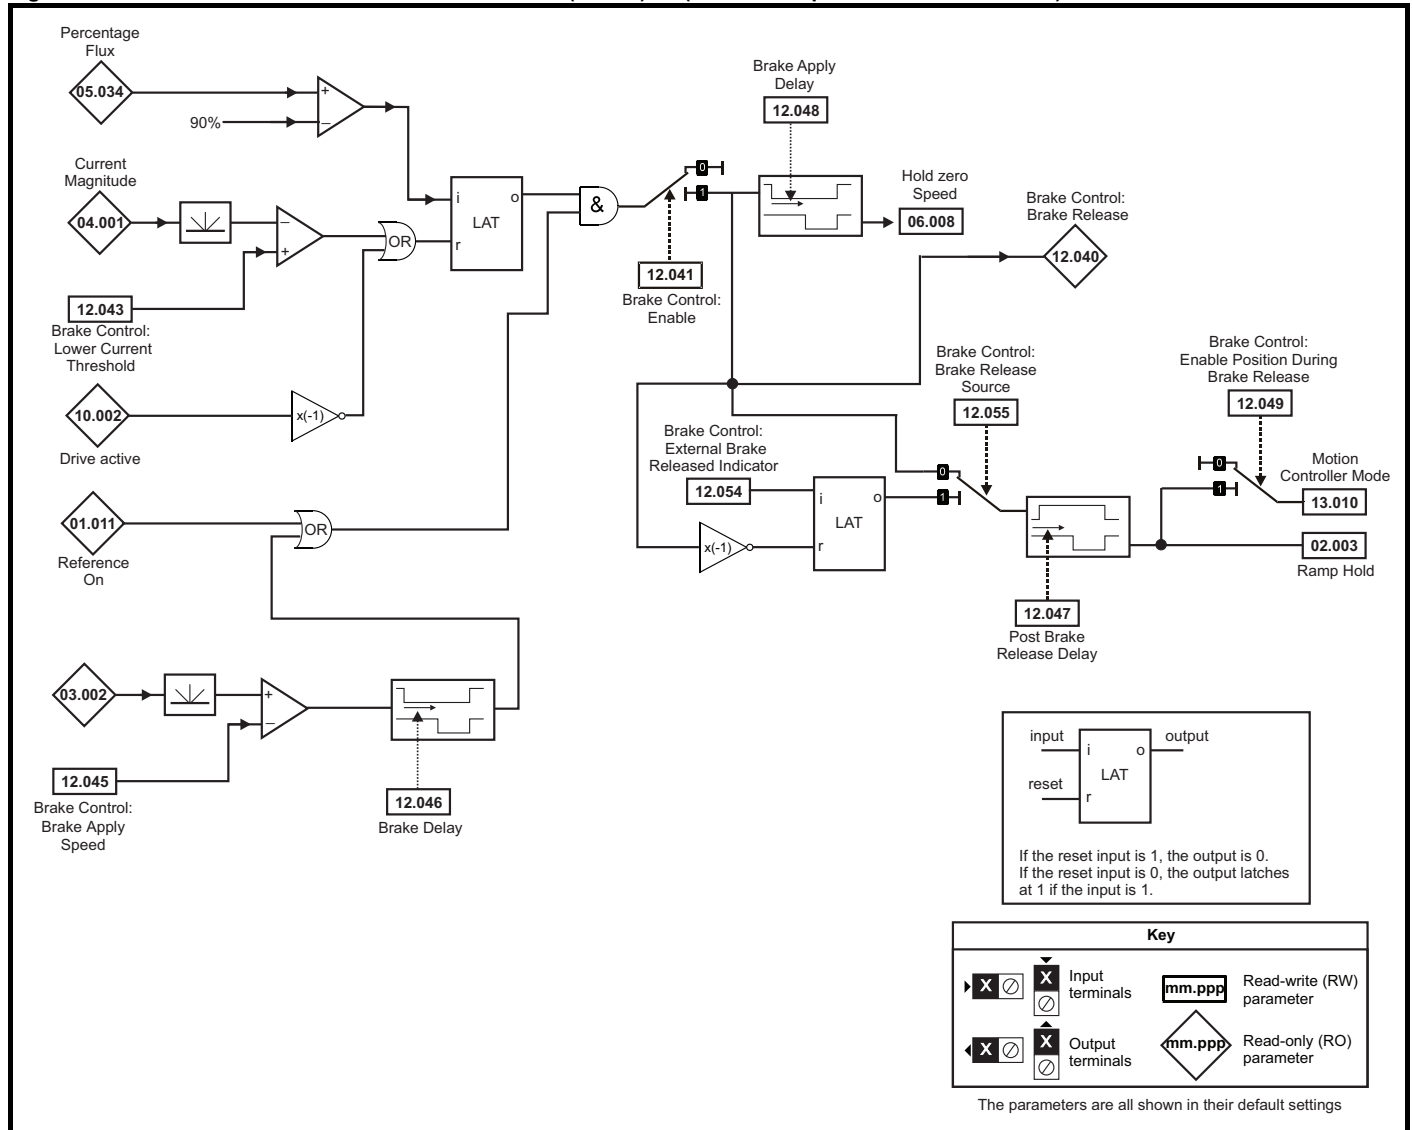 Percentage
Flux
05.034
+
90%
–
Current
Magnitude
04.001
–
+
OR
i
o
LAT
r
&
0
1
12.041
Brake Control:
Enable
12.043
Brake Control:
Lower Current
Threshold
10.002
Drive active
x(-1)
01.011
Reference
On
OR
03.002
+
–
12.045
Brake Control:
Brake Apply
Speed
12.046
Brake Delay
Brake Apply
Delay
12.048
Hold zero
Speed
06.008
Brake Control:
Brake Release
12.040
Brake Control:
External Brake
Released Indicator
12.054
x(-1)
i
o
LAT
r
Brake Control:
Brake Release
Source
12.055
0
1
12.047
Post Brake
Release Delay
Brake Control:
Enable Position During
Brake Release
12.049
0
1
Motion
Controller Mode
13.010
02.003
Ramp Hold
input
output
i
o
LAT
reset
r
If the reset input is 1, the output is 0.
If the reset input is 0, the output latches
at 1 if the input is 1.
Key
X
X
Input
terminals
mm.ppp
Read-write (RW)
parameter
X
X
Output
terminals
mm.ppp
Read-only (RO)
parameter
The parameters are all shown in their default settings